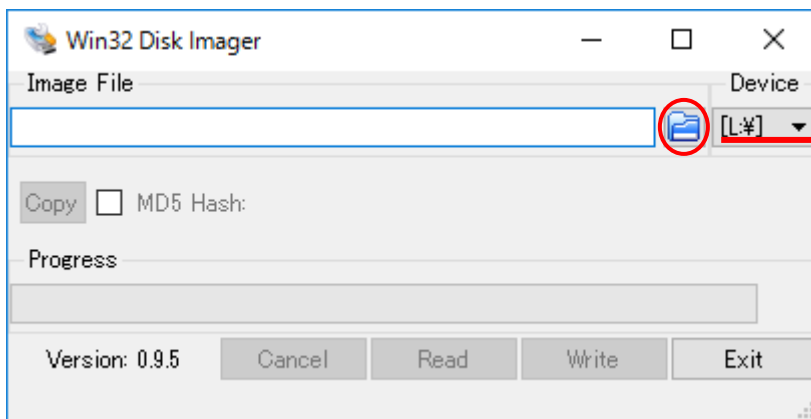 Win32 Disk Imager
Image File Device
[L:¥]
Copy MD5 Hash:
Progress
Version: 0.9.5 Cancel Read Write Exit